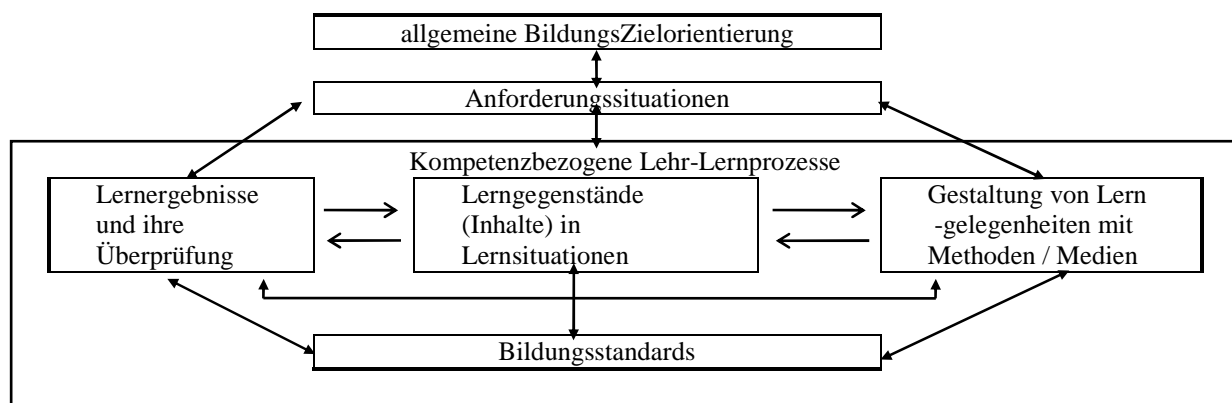 allgemeine BildungsZielorientierung
Anforderungssituationen
Kompetenzbezogene Lehr-Lernprozesse
Lernergebnisse
und ihre
Überprüfung
Lerngegenstände
(Inhalte) in
Lernsituationen
Gestaltung von Lern
-gelegenheiten mit
Methoden / Medien
Bildungsstandards